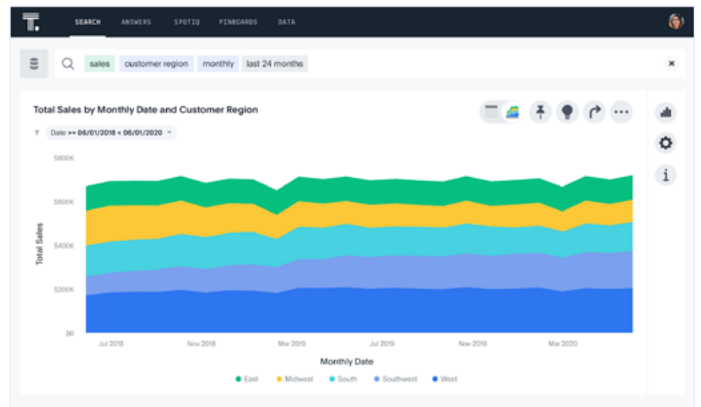 T.
SEARCH ANSWERS SPOTIQ PINBOARDS DATA
sales customer region monthly last 24 months
Total Sales by Monthly Date and Customer Region
Date >= 06/01/2018 < 06/01/2020
$800K
$600K
$400K
$200K
$0
Total Sales
Jul 2018 Nov 2018 Mar 2019 Jul 2019 Nov 2019 Mar 2020
Monthly Date
East Midwest South Southwest West